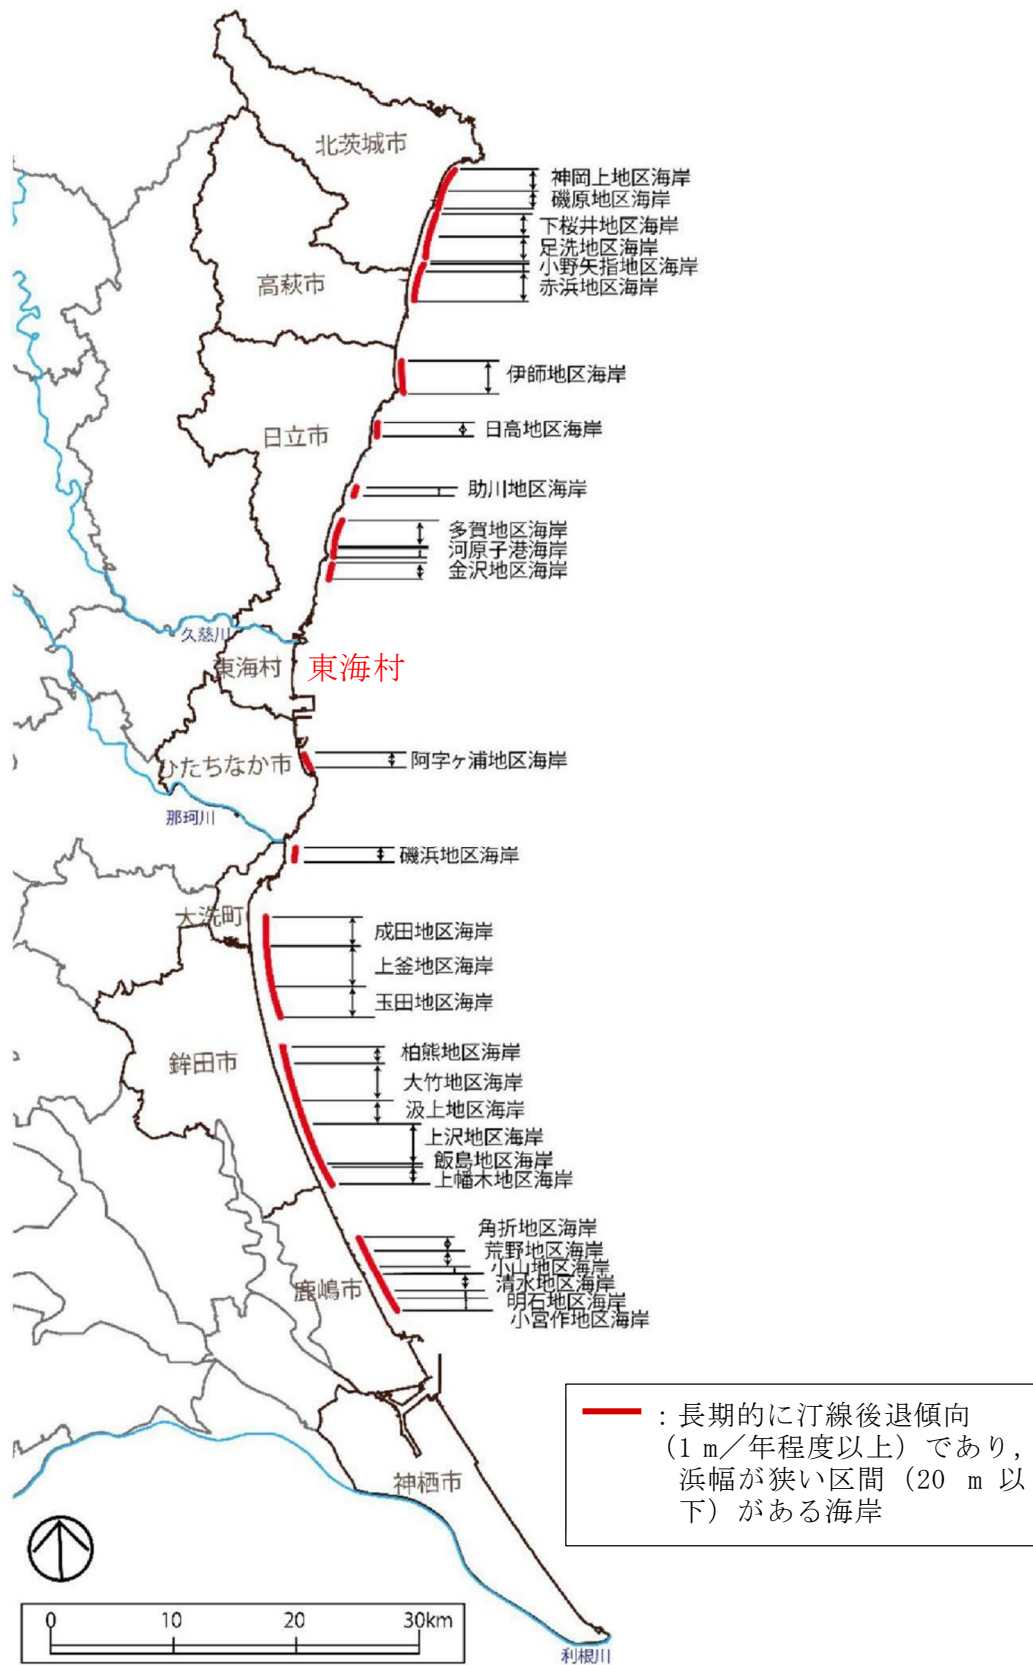 北茨城市
神岡上地区海岸
磯原地区海岸
下桜井地区海岸
足洗地区海岸
小野矢指地区海岸
赤浜地区海岸
高萩市
伊師地区海岸
日立市
日高地区海岸
助川地区海岸
多賀地区海岸
河原子港海岸
金沢地区海岸
久慈川
東海村
東海村
ひたちなか市
阿字ヶ浦地区海岸
那珂川
磯浜地区海岸
大洗町
成田地区海岸
上釜地区海岸
玉田地区海岸
鉾田市
柏熊地区海岸
大竹地区海岸
汲上地区海岸
上沢地区海岸
飯島地区海岸
上幡木地区海岸
角折地区海岸
荒野地区海岸
小山地区海岸
鹿嶋市
清水地区海岸
明石地区海岸
小宮作地区海岸
：長期的に汀線後退傾向
(1 m／年程度以上）であり,
浜幅が狭い区間（20 m 以
下）がある海岸
神栖市
0 10 20 30km
利根川